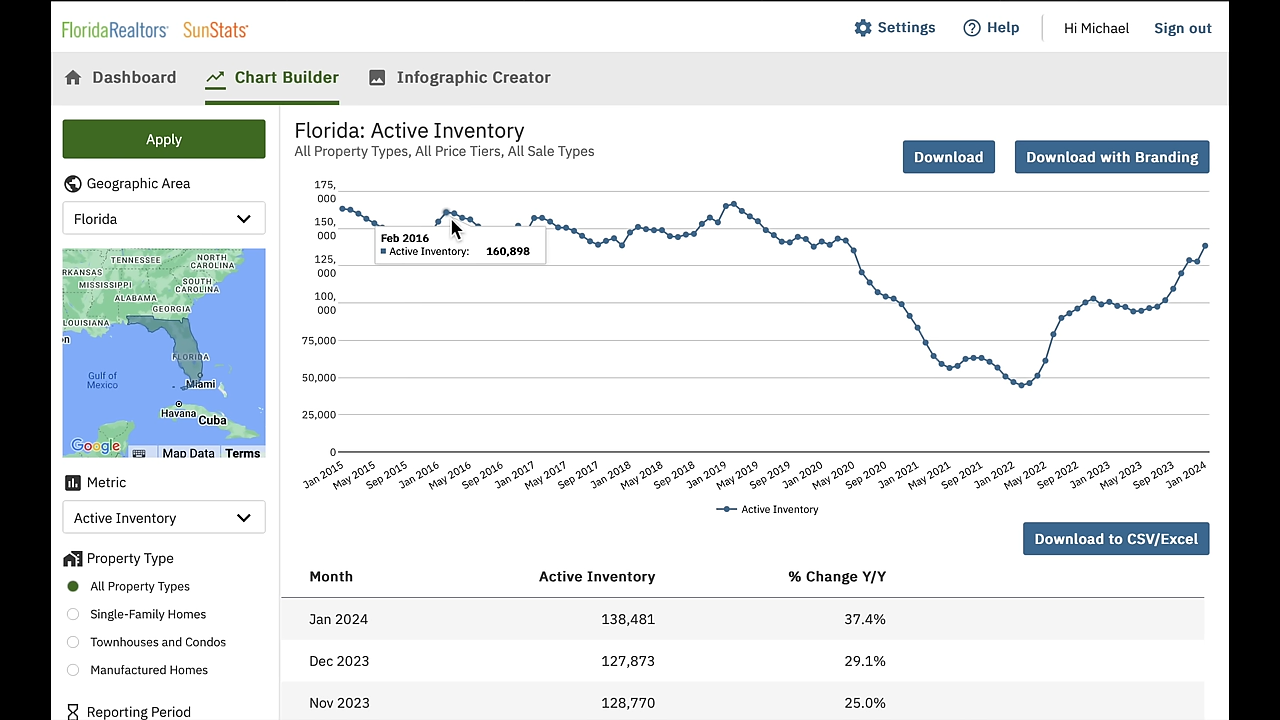 FloridaRealtors SunStats
Settings
Help
Hi Michael
Sign out
Dashboard
Chart Builder
Infographic Creator
Apply
Geographic Area
Florida
TENNESSEE
NORTH
CAROLINA
RKANSAS
MISSISSIPPI
SOUTH
CAROLINA
ALABAMA
GEORGIA
LOUISIANA
on
FLORIDA
Gulf of
Mexico
Miami
Havana
Cuba
Google
Map Data
Terms
Metric
Active Inventory
Property Type
All Property Types
Single-Family Homes
Townhouses and Condos
Manufactured Homes
Reporting Period
Florida: Active Inventory
All Property Types, All Price Tiers, All Sale Types
Download
Download with Branding
175,
000
150,
000
125,
000
100,
000
75,000
50,000
25,000
0
Feb 2016
Active Inventory: 160,898
Jan 2015 May 2015 Sep 2015 Jan 2016 May 2016 Sep 2016 Jan 2017 May 2017 Sep 2017 Jan 2018 May 2018 Sep 2018 Jan 2019 May 2019 Sep 2019 Jan 2020 May 2020 Sep 2020 Jan 2021 May 2021 Sep 2021 Jan 2022 May 2022 Sep 2022 Jan 2023 May 2023 Sep 2023 Jan 2024
Active Inventory
Download to CSV/Excel
Month Active Inventory % Change Y/Y
Jan 2024 138,481 37.4%
Dec 2023 127,873 29.1%
Nov 2023 128,770 25.0%